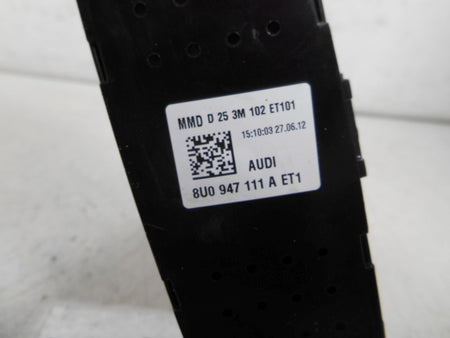 MMD D 25 3M 102 ET101
15:10:03 27.06.12
AUDI
8U0 947 111 A ET1